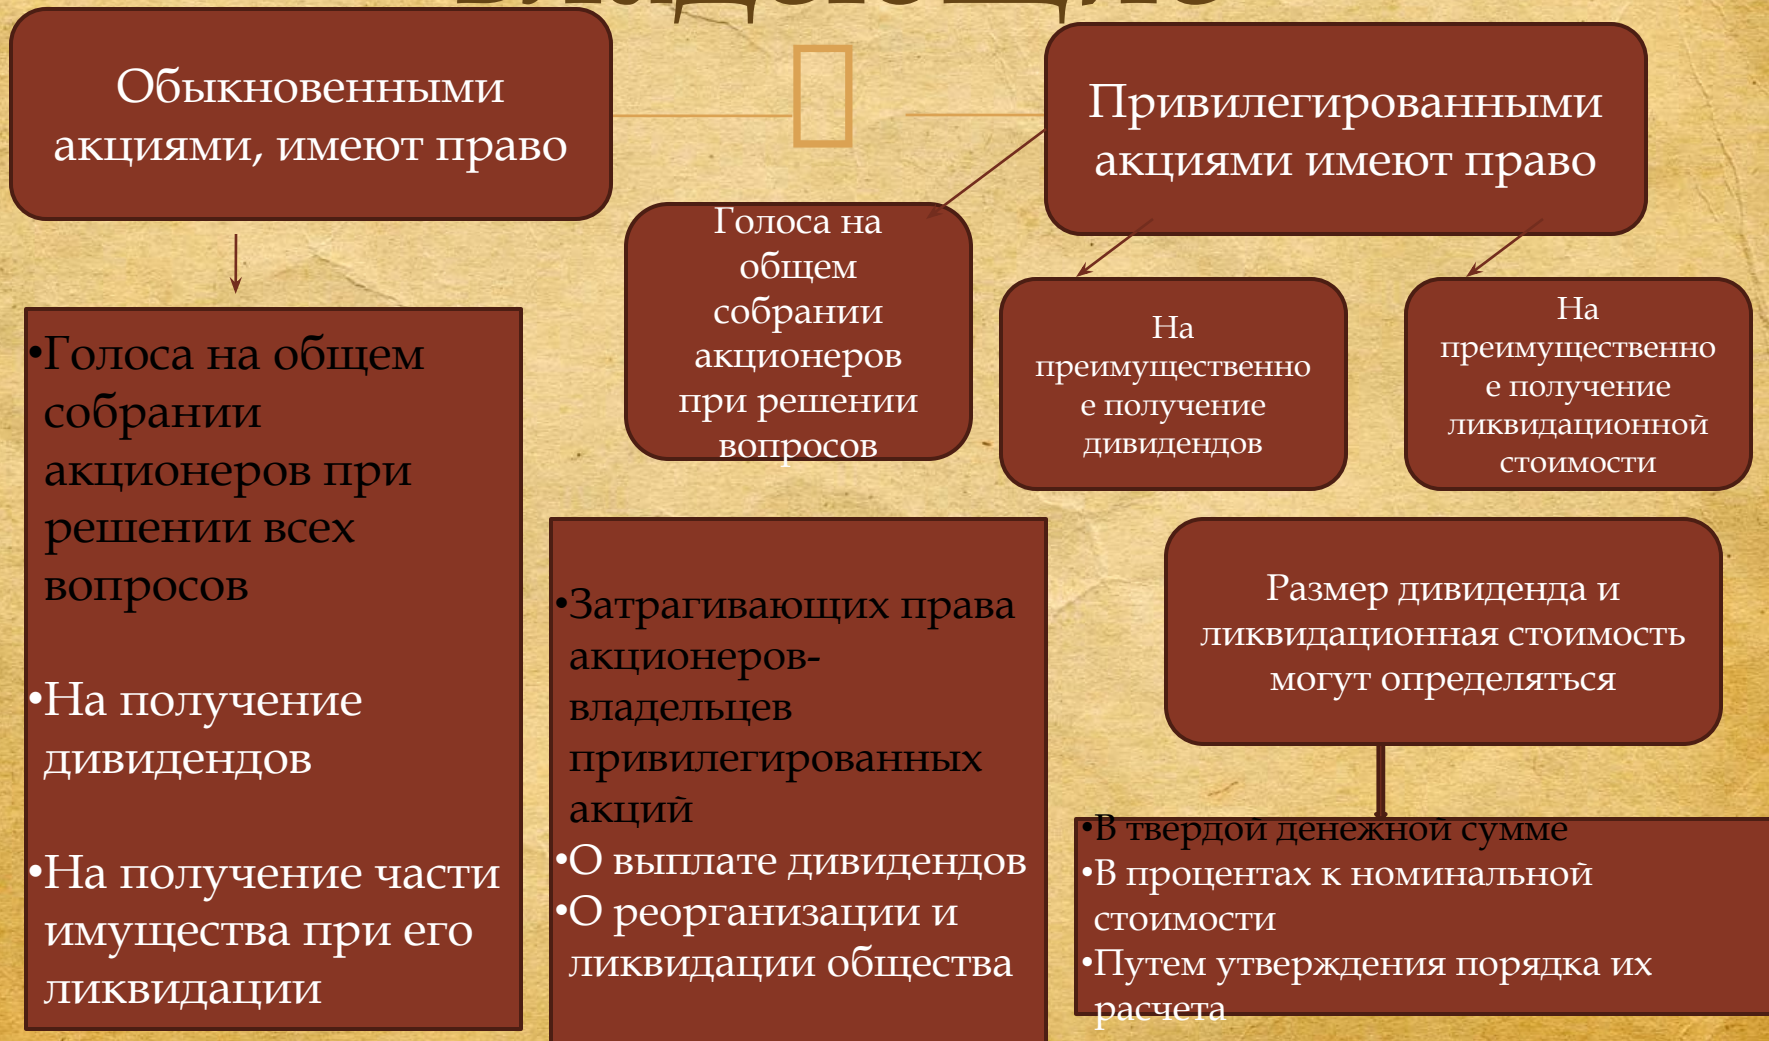 Обыкновенными
акциями, имеют право
Привилегированными
акциями имеют право
Голоса на
общем
собрании
акционеров
при решении
вопросов
На
преимущественно
е получение
дивидендов
На
преимущественно
е получение
ликвидационной
стоимости
•Голоса на общем
собрании
акционеров при
решении всех
вопросов
•На получение
дивидендов
•На получение части
имущества при его
ликвидации
•Затрагивающих права
акционеров-
владельцев
привилегированных
акций
•О выплате дивидендов
•О реорганизации и
ликвидации общества
Размер дивиденда и
ликвидационная стоимость
могут определяться
•В твердой денежной сумме
•В процентах к номинальной
стоимости
•Путем утверждения порядка их
расчета